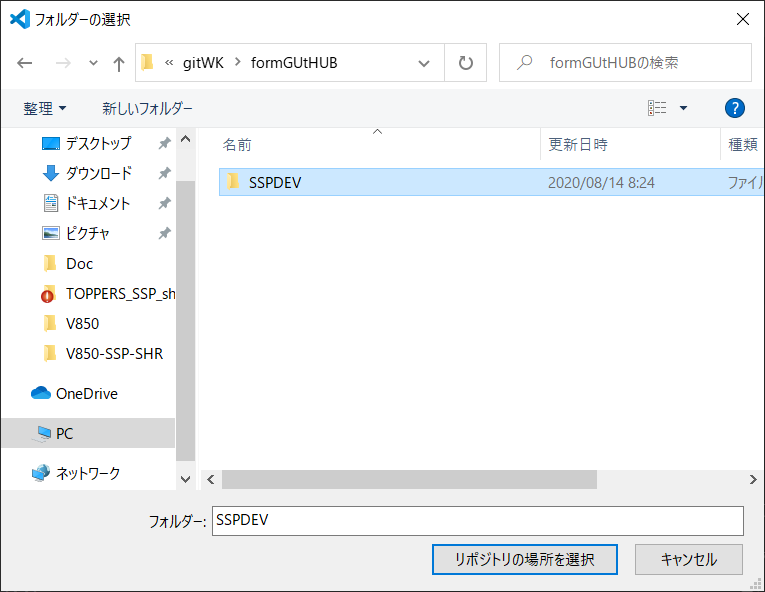 フォルダーの選択
« gitWK > formGUtHUB
formGUtHUBの検索
整理
新しいフォルダー
?
名前
更新日時
種類
デスクトップ
ダウンロード
ドキュメント
ピクチャ
Doc
TOPPERS_SSP_sh
V850
V850-SSP-SHR
OneDrive
PC
ネットワーク
SSPDEV
2020/08/14 8:24
ファイル
フォルダー:
SSPDEV
リポジトリの場所を選択
キャンセル